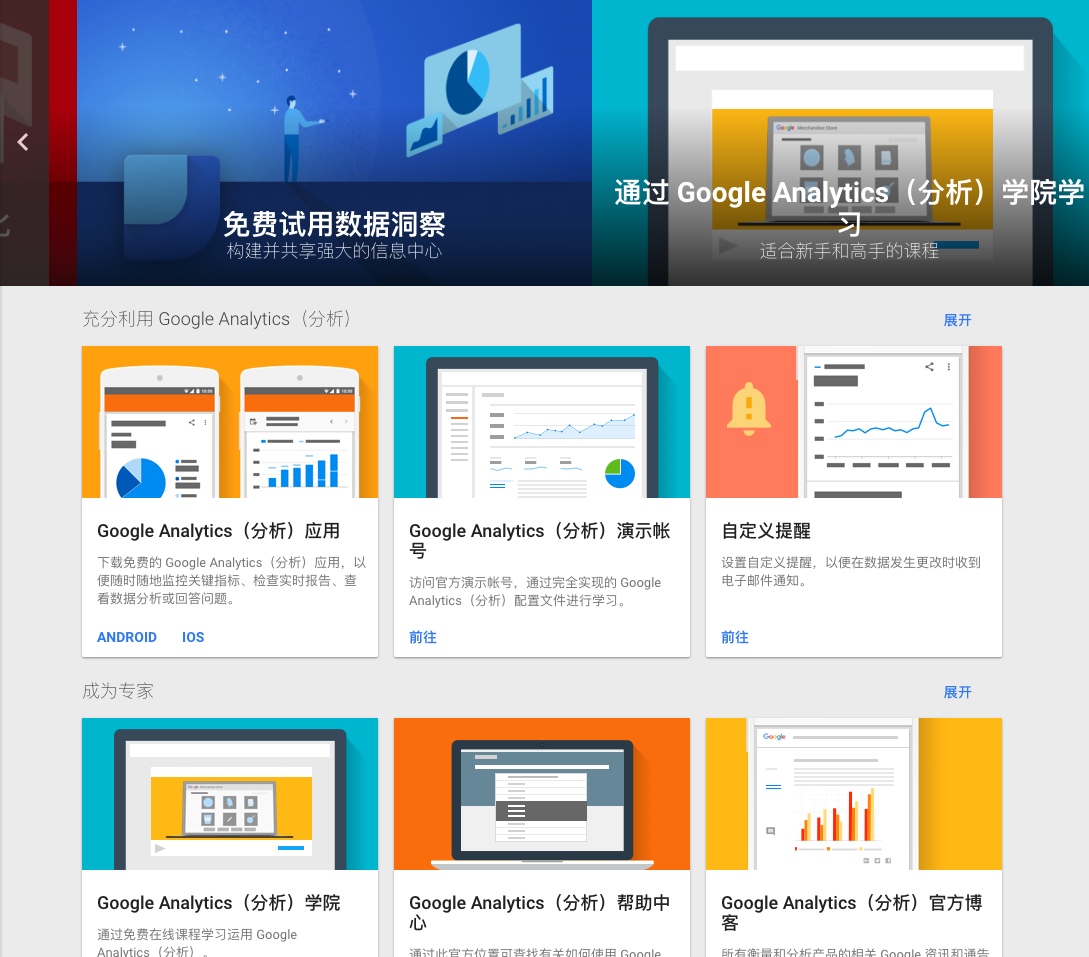 免费试用数据洞察
构建并共享强大的信息中心
通过 Google Analytics（分析）学院学
习
适合新手和高手的课程
Google Merchandise Store
充分利用 Google Analytics（分析）
展开
Google Analytics（分析）应用
下载免费的 Google Analytics（分析）应用，以
便随时随地监控关键指标、检查实时报告、查
看数据分析或回答问题。
ANDROID IOS
Google Analytics（分析）演示帐
号
访问官方演示帐号，通过完全实现的 Google
Analytics（分析）配置文件进行学习。
前往
自定义提醒
设置自定义提醒，以便在数据发生更改时收到
电子邮件通知。
前往
成为专家
展开
Google
Google Analytics（分析）学院
通过免费在线课程学习运用 Google
Analytics（分析）。
Google Analytics（分析）帮助中
心
通过此官方位置可查找有关如何使用 Google
Google Analytics（分析）官方博
客
所有衡量和分析产品的相关 Google 资讯和通告